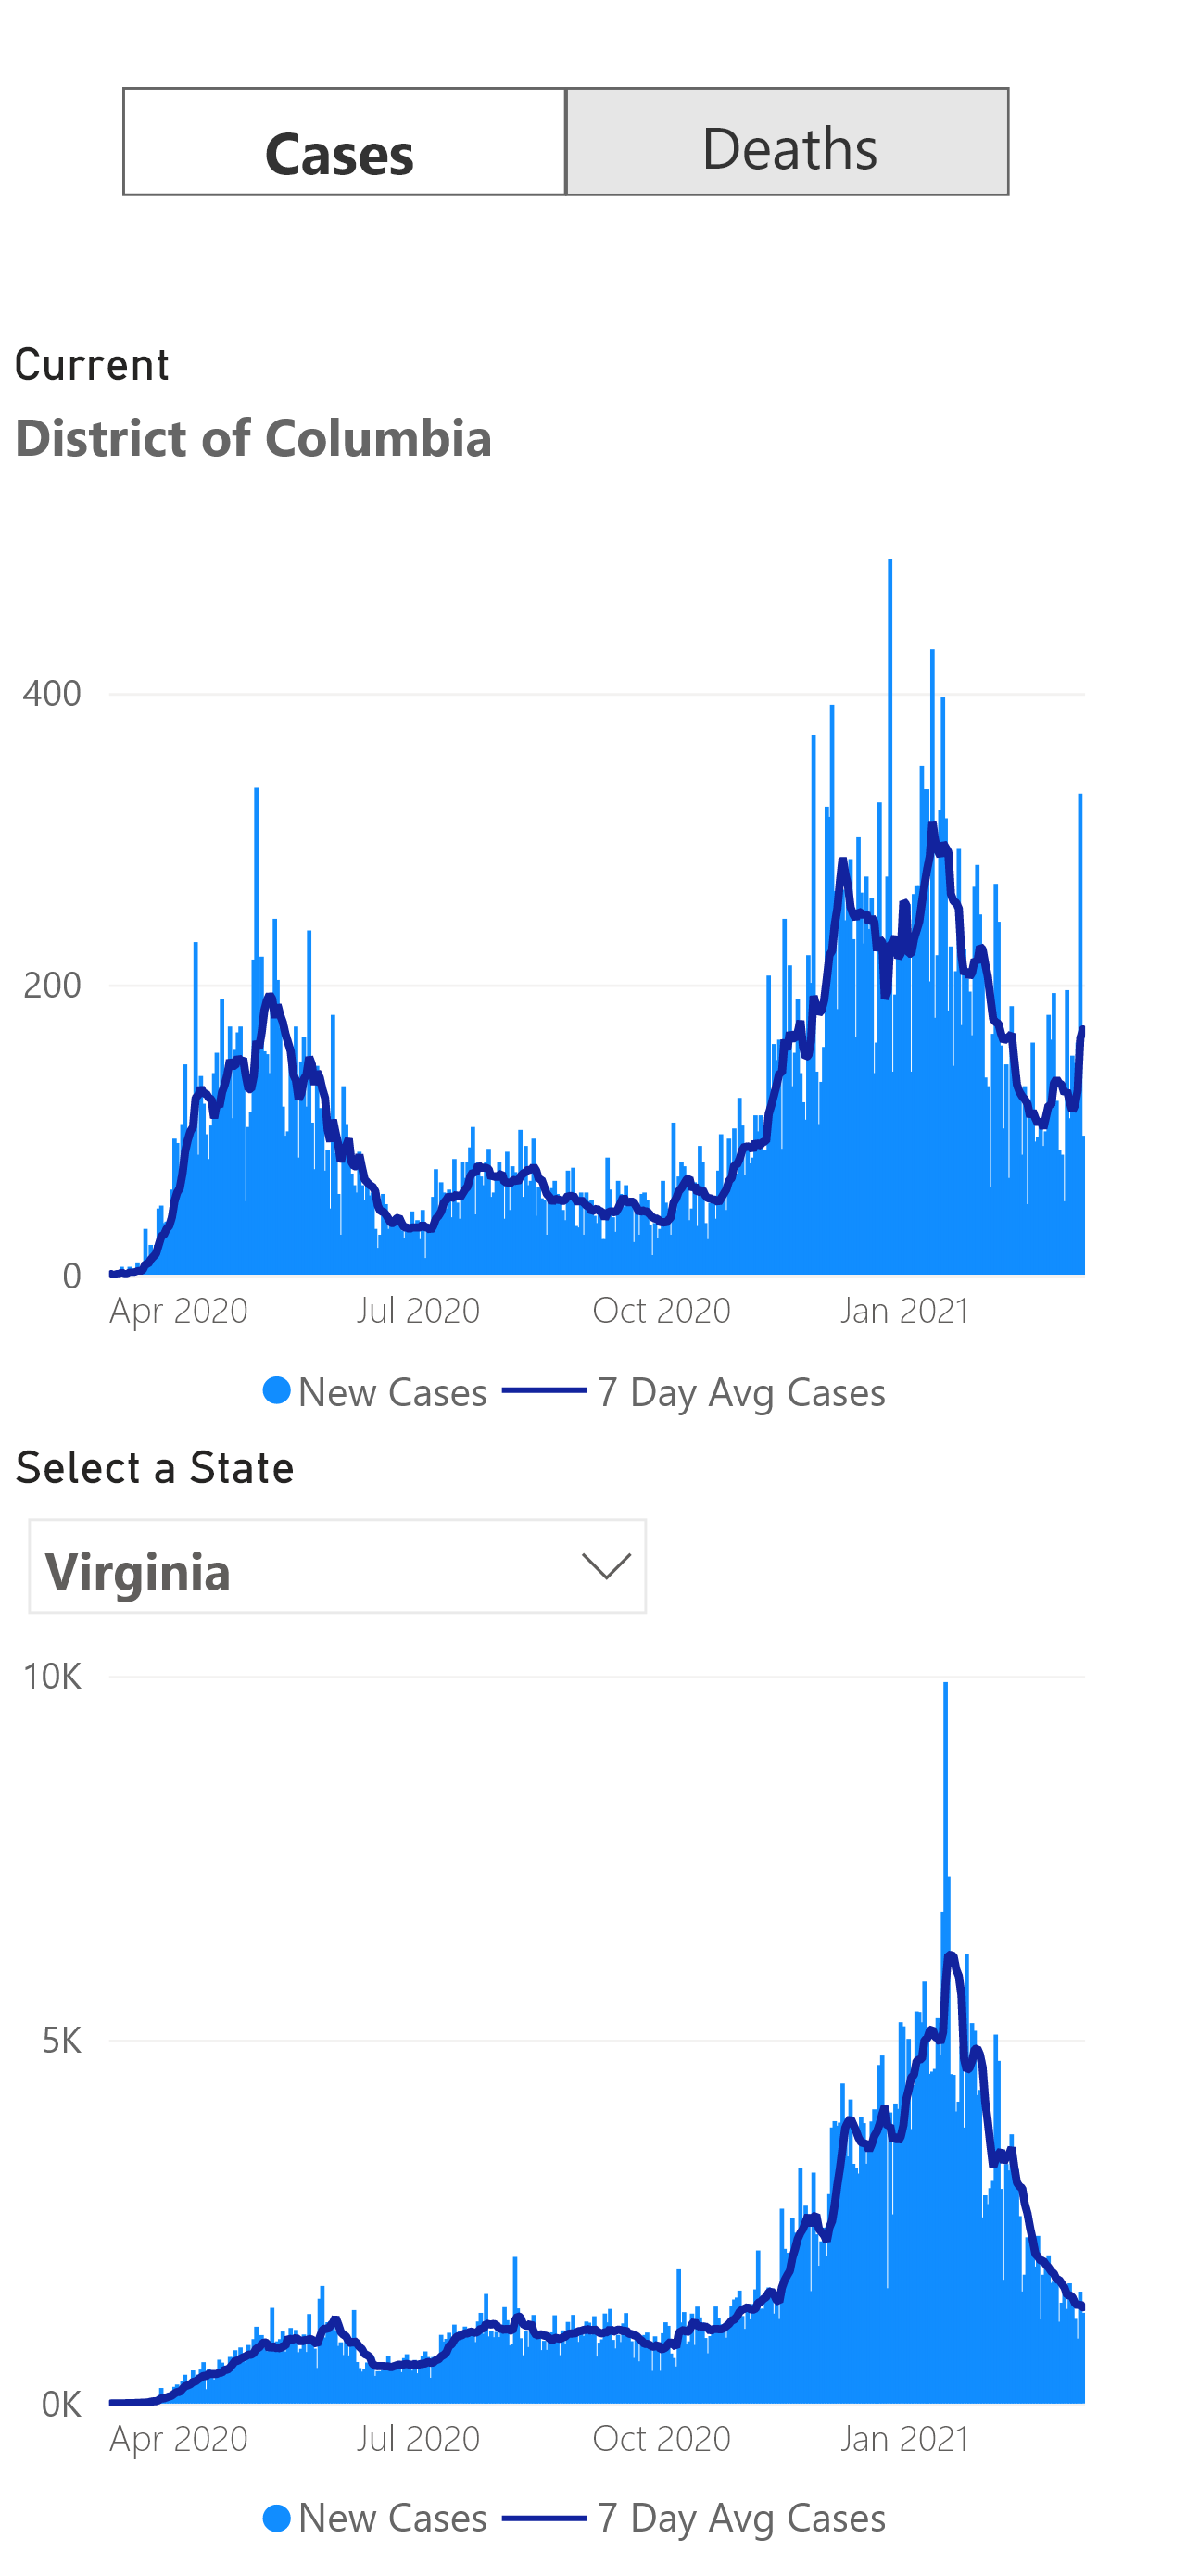 Cases Deaths
Current
District of Columbia
400
200
0
Apr 2020 Jul 2020 Oct 2020 Jan 2021
New Cases 7 Day Avg Cases
Select a State
Virginia
10K
5K
0K
Apr 2020 Jul 2020 Oct 2020 Jan 2021
New Cases 7 Day Avg Cases